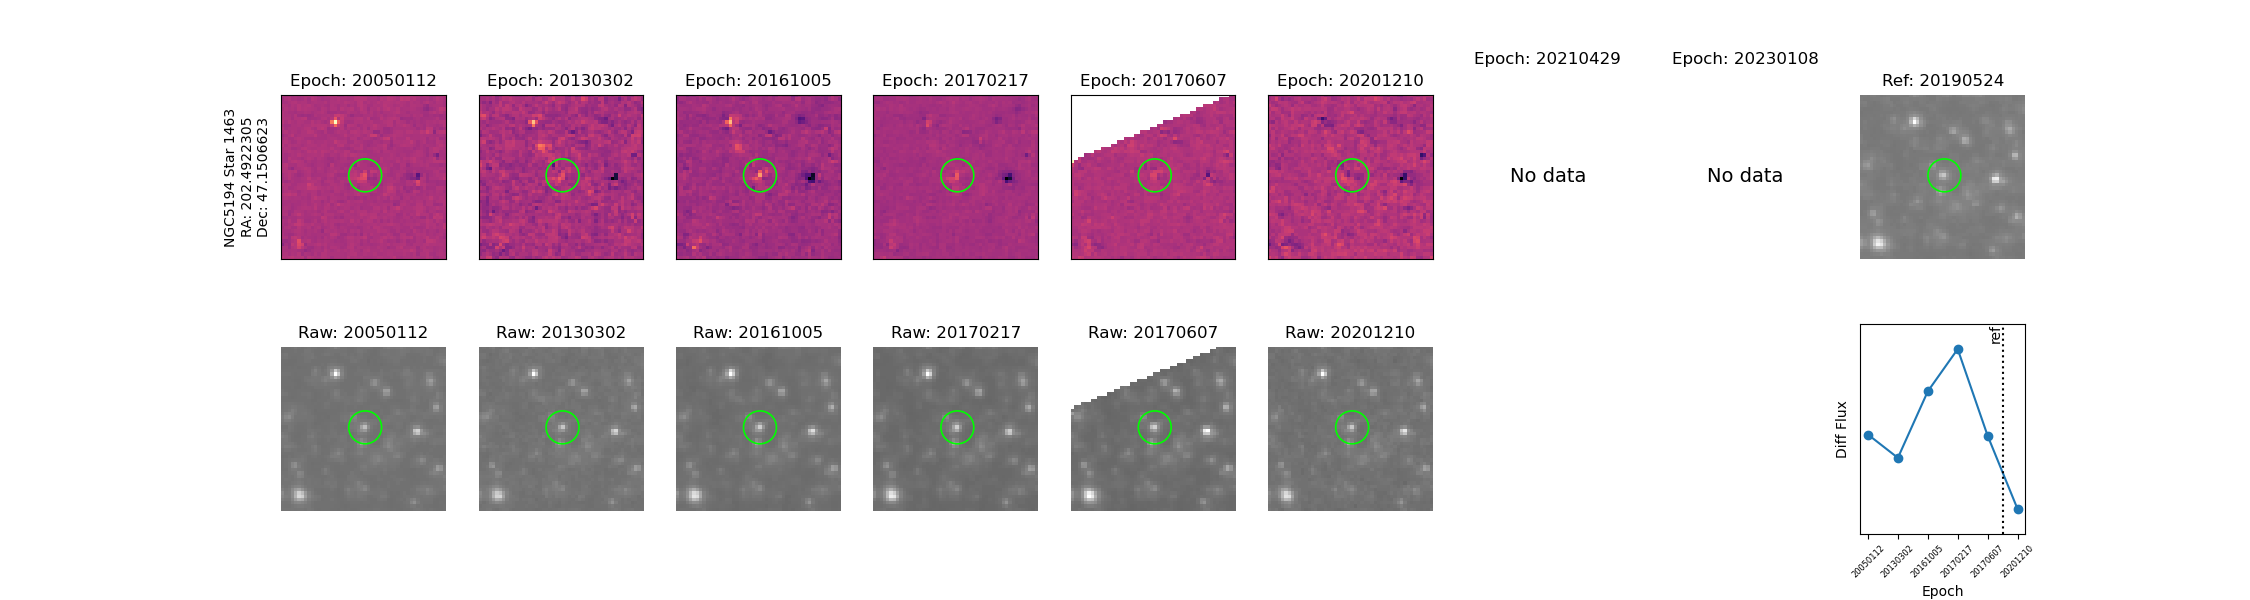 Epoch: 20050112
Epoch: 20130302
Epoch: 20161005
Epoch: 20170217
Epoch: 20170607
Epoch: 20201210
Epoch: 20210429
Epoch: 20230108
Ref: 20190524
NGC5194 Star 1463
RA: 202.4922305
Dec: 47.1506623
No data
No data
Raw: 20050112
Raw: 20130302
Raw: 20161005
Raw: 20170217
Raw: 20170607
Raw: 20201210
ref
Diff Flux
20050112
20130302
20161005
20170217
20170607
20201210
Epoch